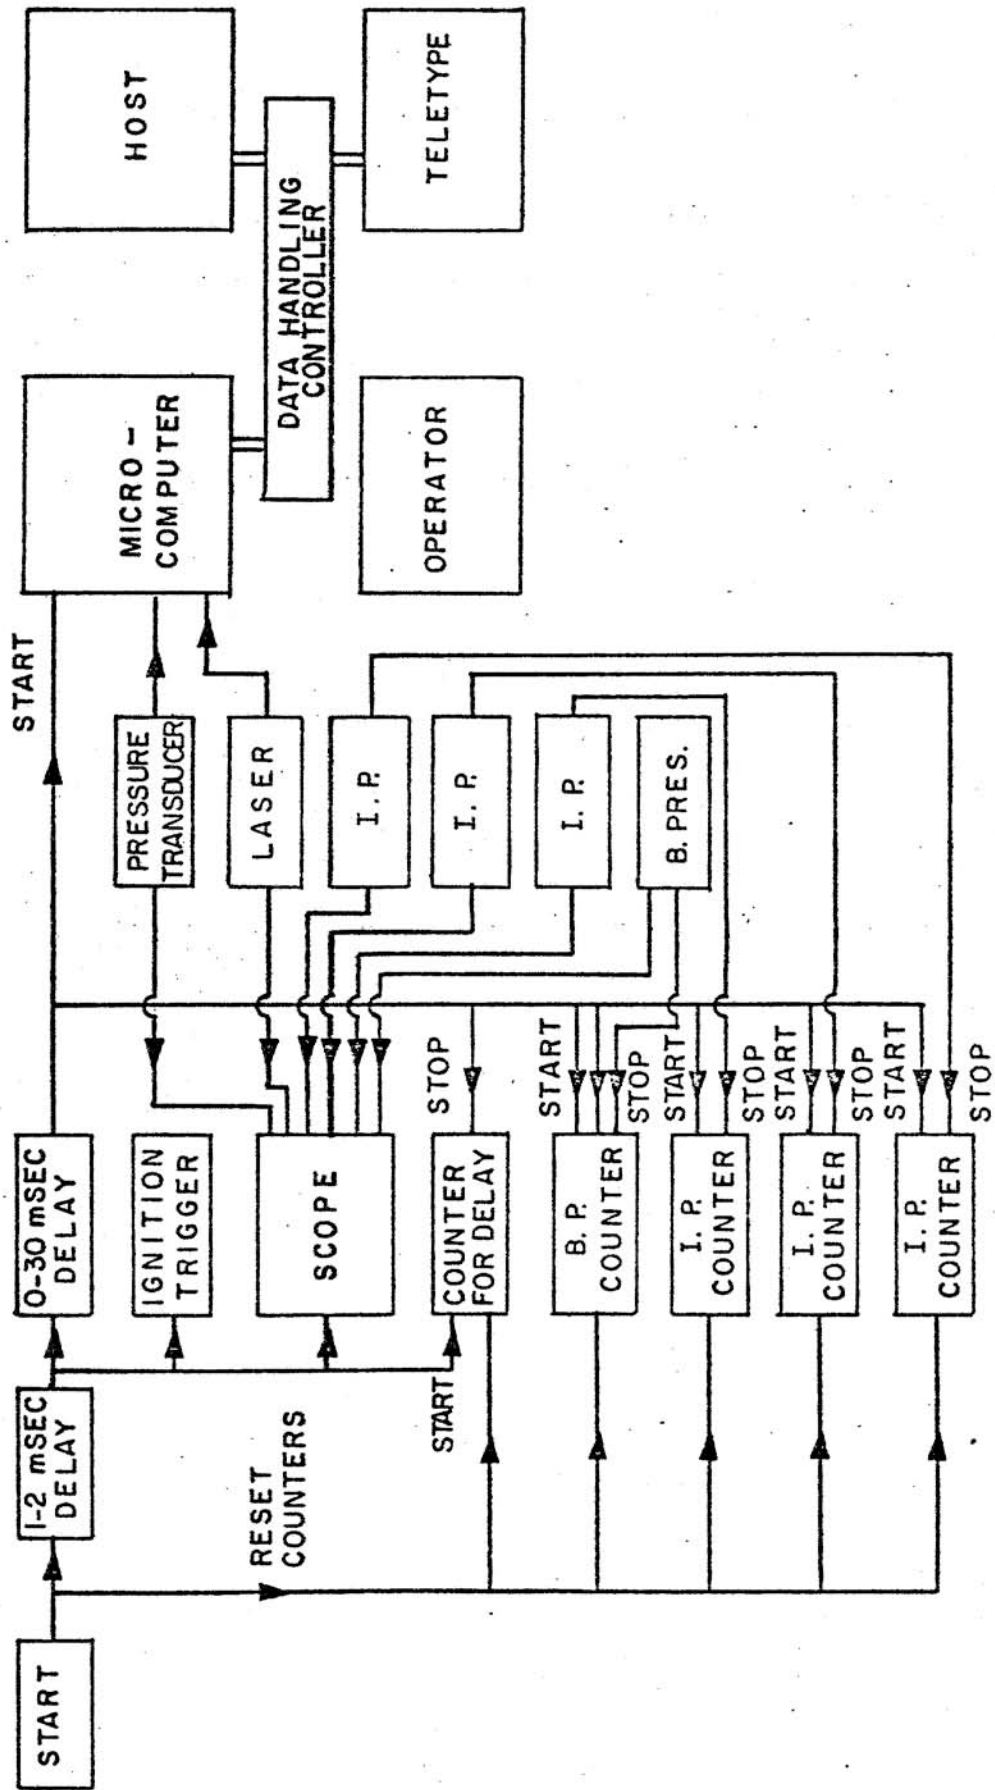 START
1-2 mSEC
DELAY
RESET
COUNTERS
0-30 mSEC
DELAY
IGNITION
TRIGGER
SCOPE
START
COUNTER
FOR DELAY
B. P.
COUNTER
I. P.
COUNTER
I. P.
COUNTER
I. P.
COUNTER
STOP
START
STOP
START
STOP
START
STOP
START
STOP
START
PRESSURE
TRANSDUCER
LASER
I. P.
I. P.
I. P.
B. PRES.
MICRO-
COMPUTER
HOST
DATA HANDLING
CONTROLLER
OPERATOR
TELETYPE